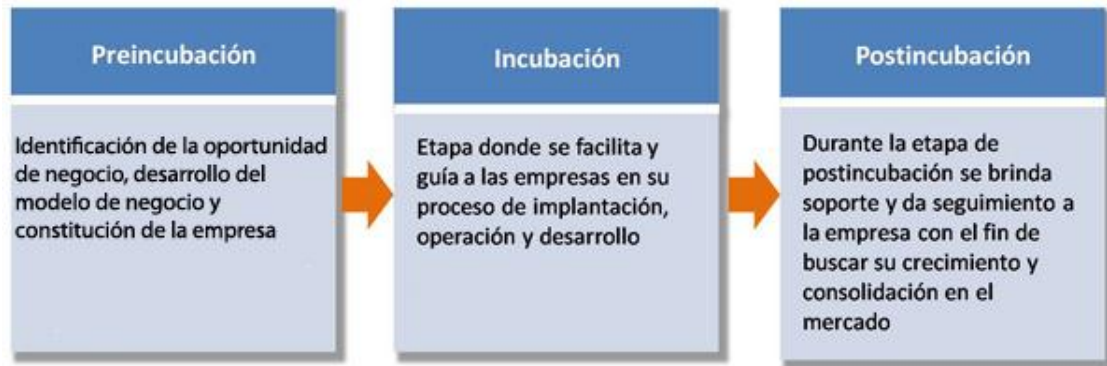 Preincubación
Identificación de la oportunidad
de negocio, desarrollo del
modelo de negocio y
constitución de la empresa
Incubación
Etapa donde se facilita y
guía a las empresas en su
proceso de implantación,
operación y desarrollo
Postincubación
Durante la etapa de
postincubación se brinda
soporte y da seguimiento a
la empresa con el fin de
buscar su crecimiento y
consolidación en el
mercado